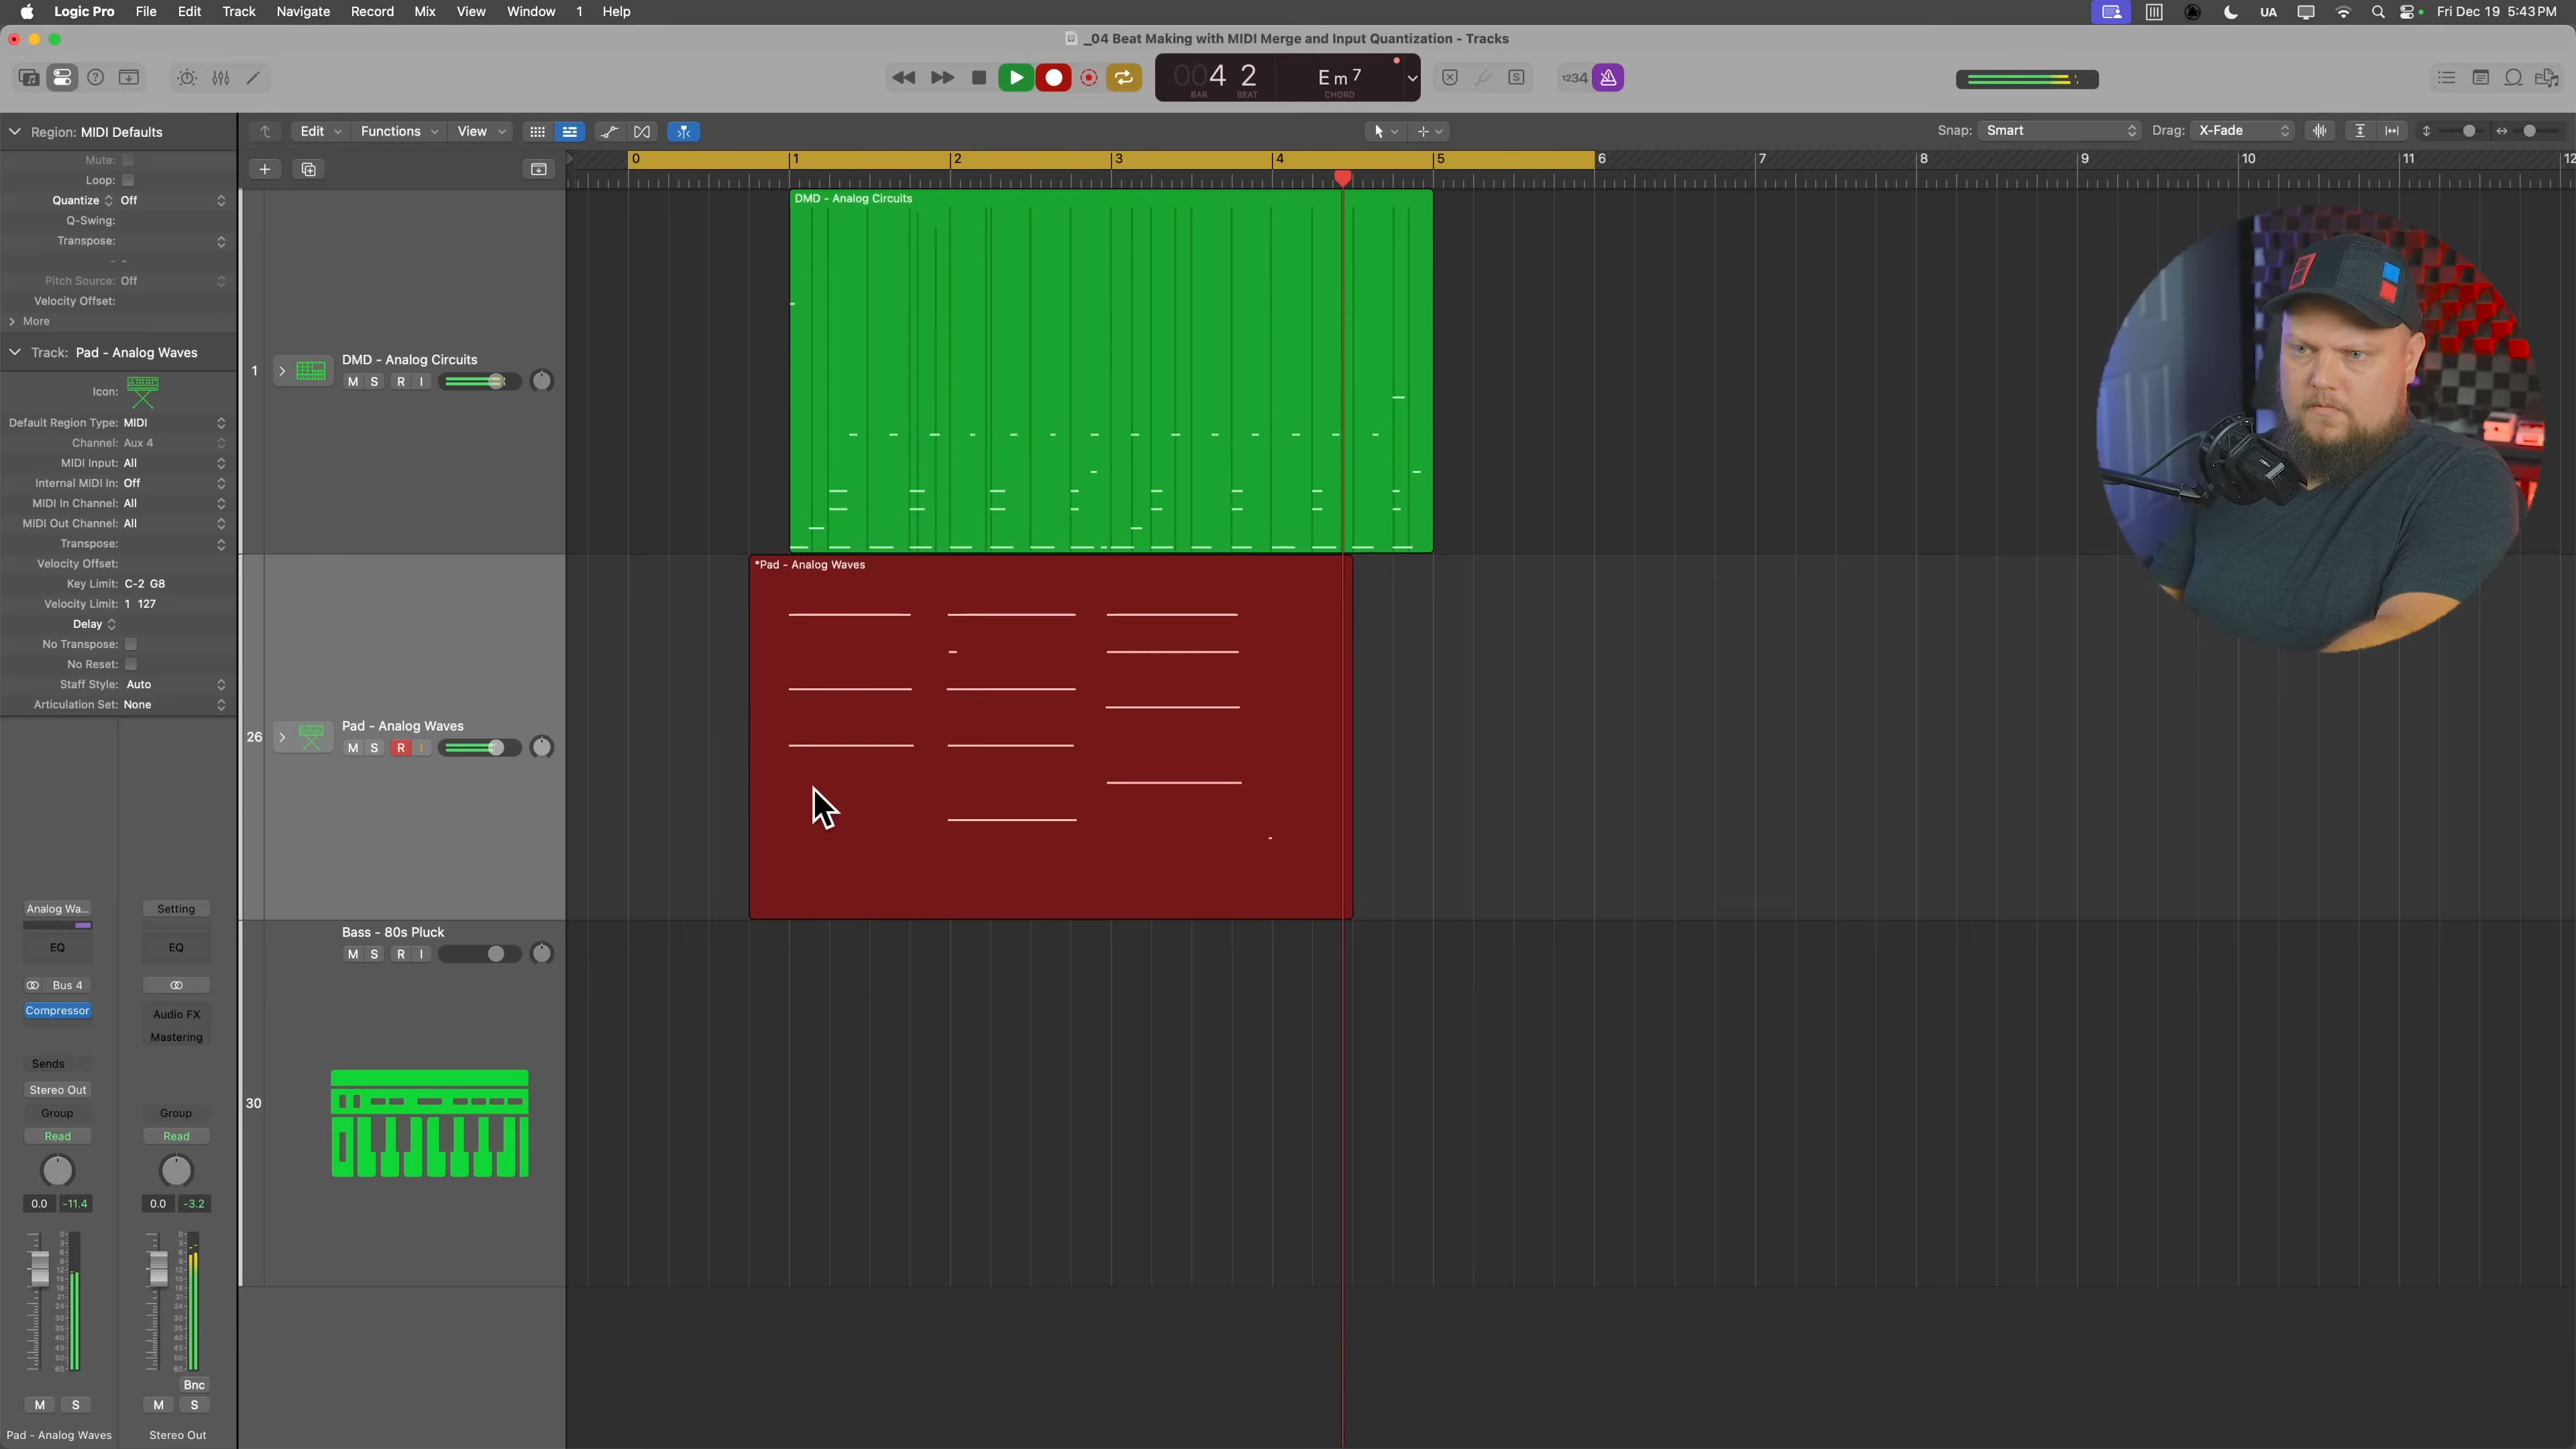 Logic Pro File Edit Track Navigate Record Mix View Window 1 Help
UA Fri Dec 19 5:43 PM
_04 Beat Making with MIDI Merge and Input Quantization - Tracks
004 2 Em7
BAR BEAT CHORD
S 1234
Region: MIDI Defaults
Edit Functions View
Snap: Smart Drag: X-Fade
Mute:
Loop:
Quantize Off
Q-Swing:
Transpose:
Pitch Source: Off
Velocity Offset:
More
Track: Pad - Analog Waves
Icon:
Default Region Type: MIDI
Channel: Aux 4
MIDI Input: All
Internal MIDI In: Off
MIDI In Channel: All
MIDI Out Channel: All
Transpose:
Velocity Offset:
Key Limit: C-2 G8
Velocity Limit: 1 127
Delay
No Transpose:
No Reset:
Staff Style: Auto
Articulation Set: None
0 1 2 3 4 5 6 7 8 9 10 11 12
DMD - Analog Circuits
1 DMD - Analog Circuits
M S R I
*Pad - Analog Waves
26 Pad - Analog Waves
M S R I
Bass - 80s Pluck
M S R I
30
Analog Wa... Setting
EQ EQ
Bus 4
Compressor Audio FX
Mastering
Sends
Stereo Out
Group Group
Read Read
0.0 -11.4 0.0 -3.2
Bnc
M S M S
Pad - Analog Waves Stereo Out